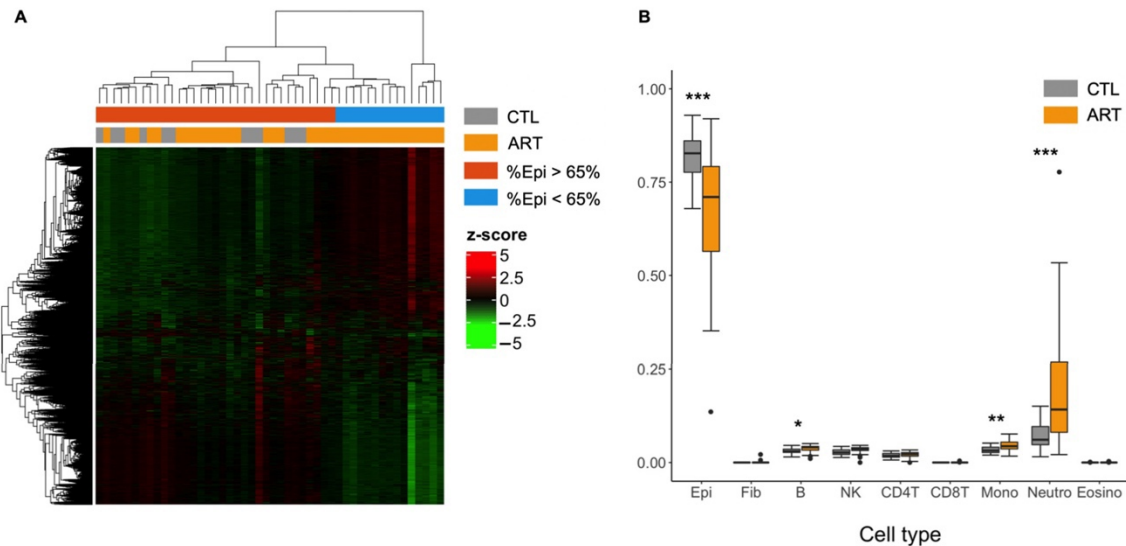 A
CTL
ART
%Epi > 65%
%Epi < 65%
z-score
5
2.5
0
−2.5
−5
B
CTL
ART
1.00
0.75
0.50
0.25
0.00
***
*
**
***
Epi Fib B NK CD4T CD8T Mono Neutro Eosino
Cell type